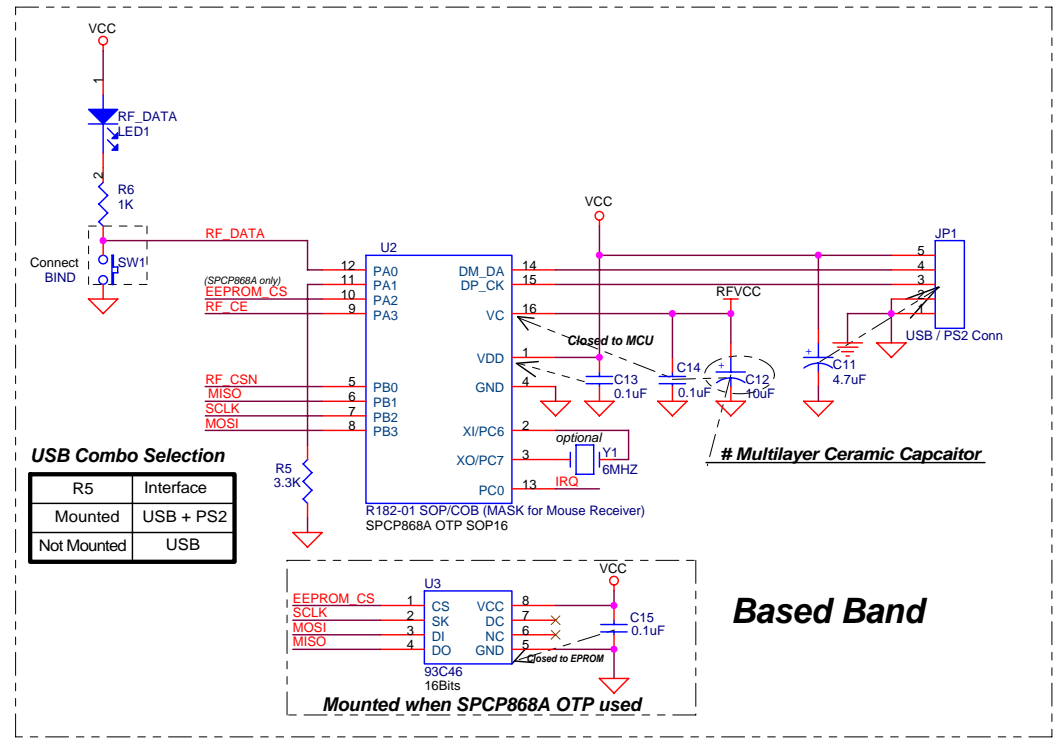 VCC
1
RF_DATA
LED1
2
R6
1K
Connect
BIND
SW1
RF_DATA
(SPCP868A only)
EEPROM_CS
RF_CE
RF_CSN
MISO
SCLK
MOSI
12
11
10
9
5
6
7
8
U2
PA0
PA1
PA2
PA3
PB0
PB1
PB2
PB3
DM_DA
DP_CK
VC
VDD
GND
XI/PC6
XO/PC7
PC0
14
15
16
1
4
2
3
13
R182-01 SOP/COB (MASK for Mouse Receiver)
SPCP868A OTP SOP16
VCC
RFVCC
Closed to MCU
C13
0.1uF
C14
0.1uF
+
C12
10uF
+
C11
4.7uF
JP1
5
4
3
2
1
USB / PS2 Conn
optional
Y1
6MHZ
IRQ
# Multilayer Ceramic Capcaitor
R5
3.3K
USB Combo Selection
R5 Interface
Mounted USB + PS2
Not Mounted USB
EEPROM_CS
SCLK
MOSI
MISO
1
2
3
4
U3
CS
SK
DI
DO
VCC
DC
NC
GND
8
7
6
5
93C46
16Bits
VCC
C15
0.1uF
Closed to EPROM
Mounted when SPCP868A OTP used
Based Band